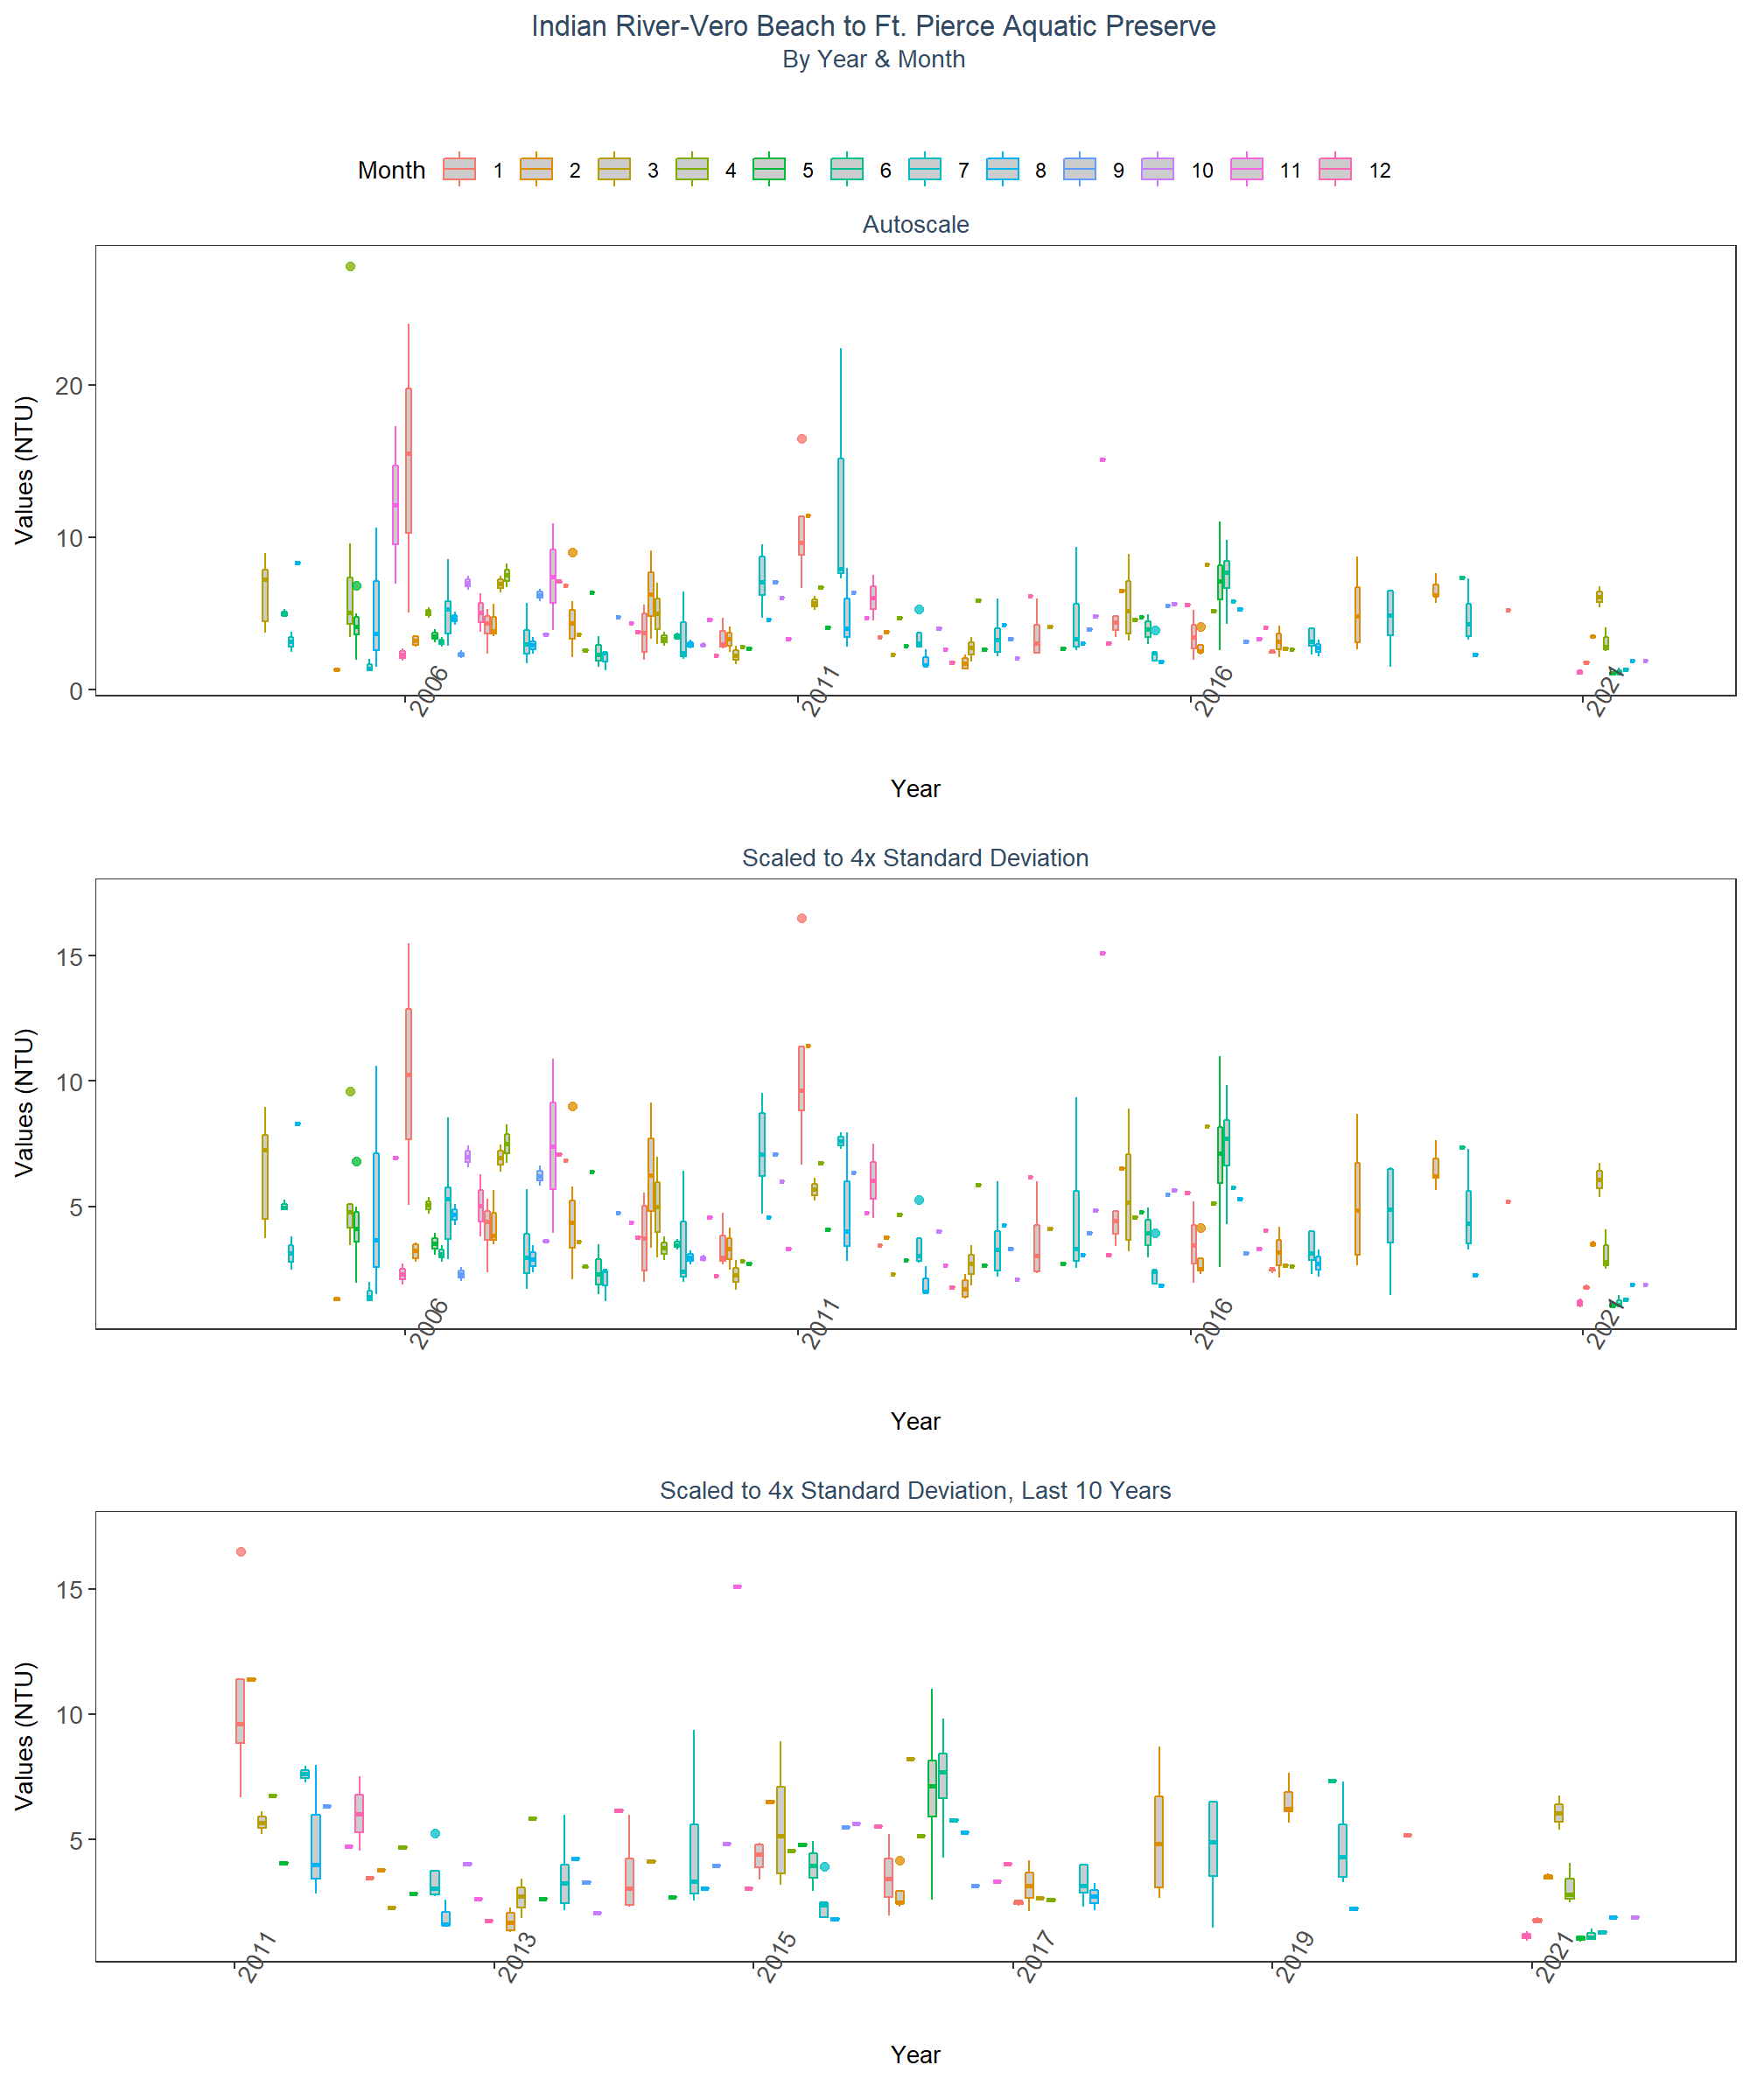 Indian River-Vero Beach to Ft. Pierce Aquatic Preserve
By Year & Month
Month 1 2 3 4 5 6 7 8 9 10 11 12
Autoscale
Values (NTU)
20
10
0
2006 2011 2016 2021
Year
Scaled to 4x Standard Deviation
Values (NTU)
15
10
5
2006 2011 2016 2021
Year
Scaled to 4x Standard Deviation, Last 10 Years
Values (NTU)
15
10
5
2011 2013 2015 2017 2019 2021
Year